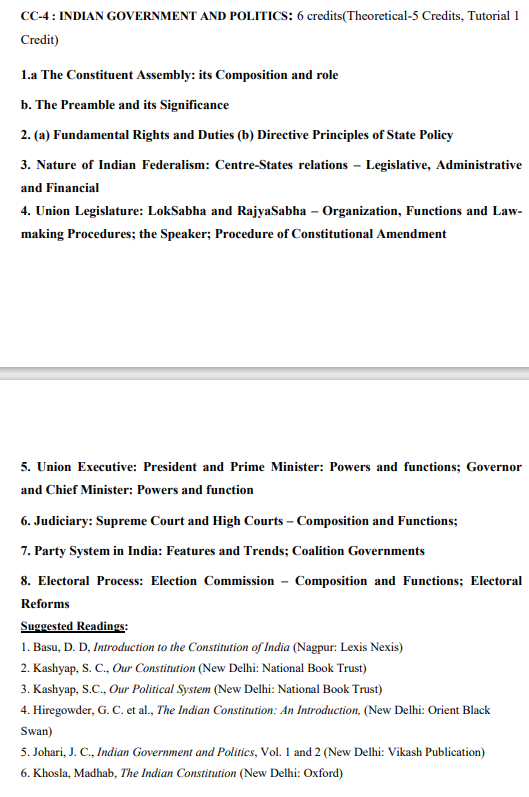 CC-4 : INDIAN GOVERNMENT AND POLITICS: 6 credits(Theoretical-5 Credits, Tutorial 1
Credit)
1.a The Constituent Assembly: its Composition and role
b. The Preamble and its Significance
2. (a) Fundamental Rights and Duties (b) Directive Principles of State Policy
3. Nature of Indian Federalism: Centre-States relations – Legislative, Administrative
and Financial
4. Union Legislature: LokSabha and RajyaSabha – Organization, Functions and Law-
making Procedures; the Speaker; Procedure of Constitutional Amendment
5. Union Executive: President and Prime Minister: Powers and functions; Governor
and Chief Minister: Powers and function
6. Judiciary: Supreme Court and High Courts – Composition and Functions;
7. Party System in India: Features and Trends; Coalition Governments
8. Electoral Process: Election Commission – Composition and Functions; Electoral
Reforms
Suggested Readings:
1. Basu, D. D, Introduction to the Constitution of India (Nagpur: Lexis Nexis)
2. Kashyap, S. C., Our Constitution (New Delhi: National Book Trust)
3. Kashyap, S.C., Our Political System (New Delhi: National Book Trust)
4. Hiregowder, G. C. et al., The Indian Constitution: An Introduction, (New Delhi: Orient Black
Swan)
5. Johari, J. C., Indian Government and Politics, Vol. 1 and 2 (New Delhi: Vikash Publication)
6. Khosla, Madhab, The Indian Constitution (New Delhi: Oxford)